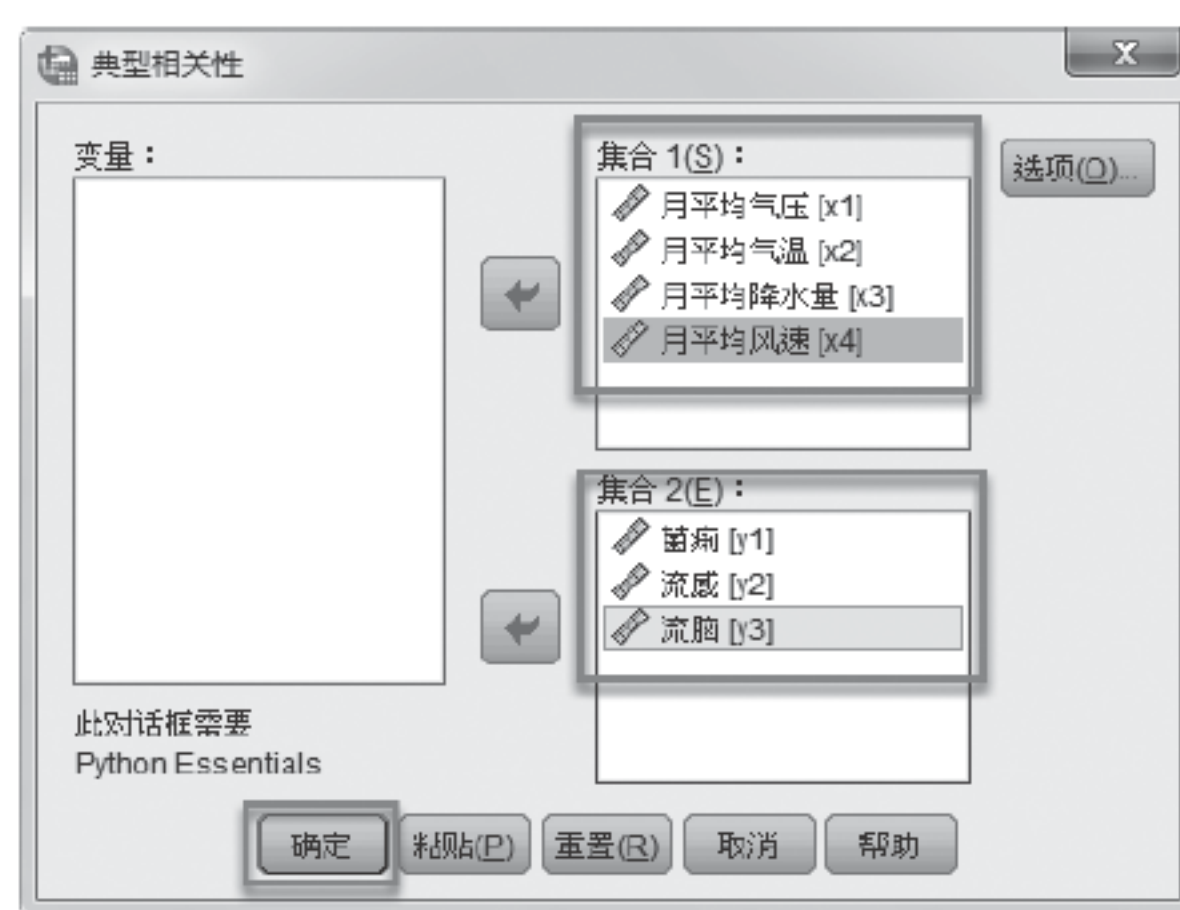 典型相关性
X
变量：
集合 1(S)：
选项(O)...
月平均气压 [x1]
月平均气温 [x2]
月平均降水量 [x3]
月平均风速 [x4]
集合 2(E)：
菌痢 [y1]
流感 [y2]
流脑 [y3]
此对话框需要
Python Essentials
确定
粘贴(P)
重置(R)
取消
帮助